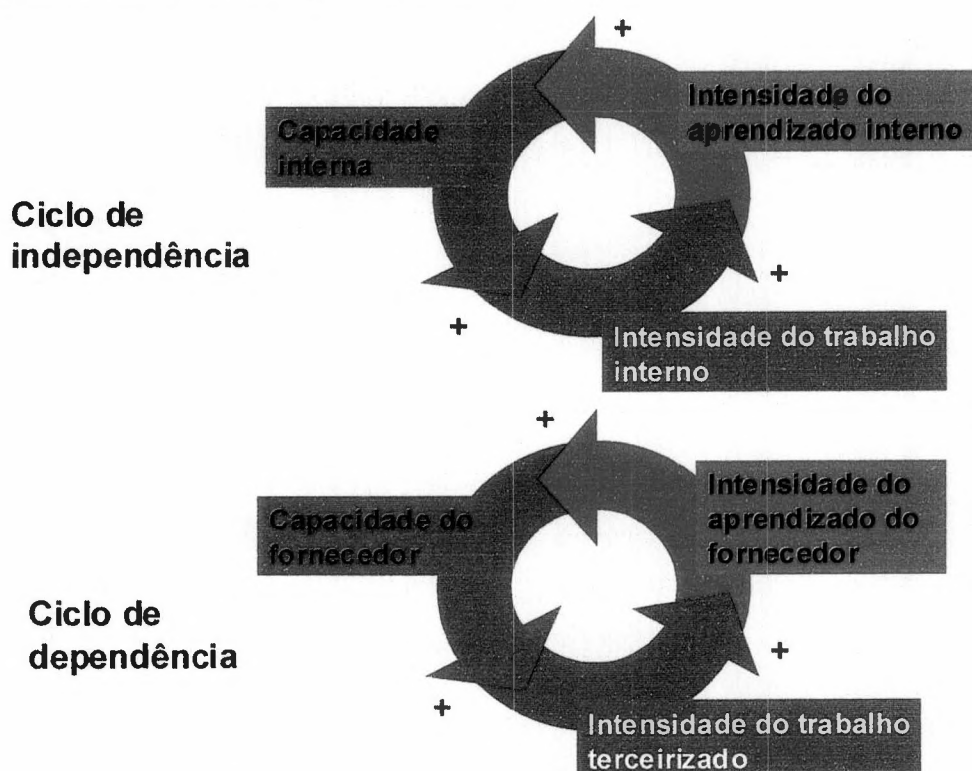 +
Intensidade do
aprendizado interno
Capacidade
interna
Ciclo de
independência
+
+
Intensidade do trabalho
interno
+
Intensidade do
aprendizado do
fornecedor
Capacidade do
fornecedor
Ciclo de
dependência
+
+
Intensidade do trabalho
terceirizado